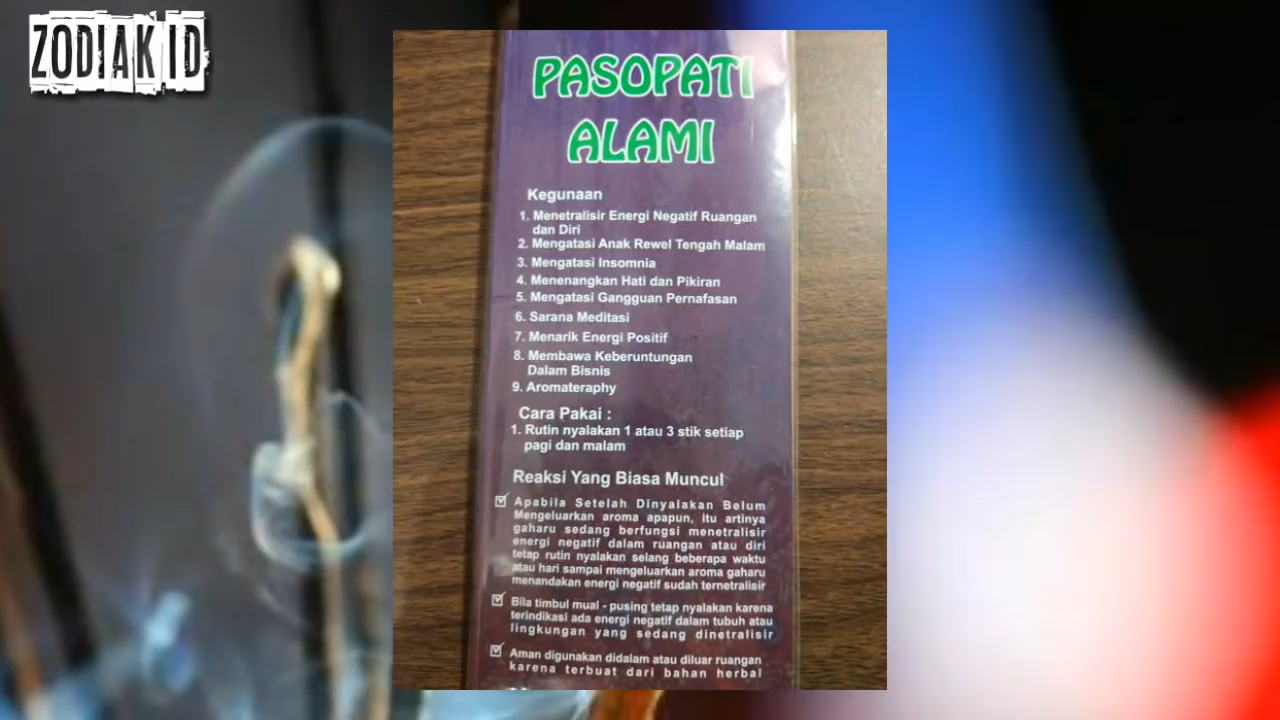 ZODIAK ID
PASOPATI
ALAMI
Kegunaan
1. Menetralisir Energi Negatif Ruangan
dan Diri
2. Mengatasi Anak Rewel Tengah Malam
3. Mengatasi Insomnia
4. Menenangkan Hati dan Pikiran
5. Mengatasi Gangguan Pernafasan
6. Sarana Meditasi
7. Menarik Energi Positif
8. Membawa Keberuntungan
Dalam Bisnis
9. Aromateraphy
Cara Pakai :
1. Rutin nyalakan 1 atau 3 stik setiap
pagi dan malam
Reaksi Yang Biasa Muncul
Apabila Setelah Dinyalakan Belum
Mengeluarkan aroma apapun, itu artinya
gaharu sedang berfungsi menetralisir
energi negatif dalam ruangan atau diri
tetap rutin nyalakan selang beberapa waktu
atau hari sampai mengeluarkan aroma gaharu
menandakan energi negatif sudah ternetralisir
Bila timbul mual - pusing tetap nyalakan karena
terindikasi ada energi negatif dalam tubuh atau
lingkungan yang sedang dinetralisir
Aman digunakan didalam atau diluar ruangan
karena terbuat dari bahan herbal